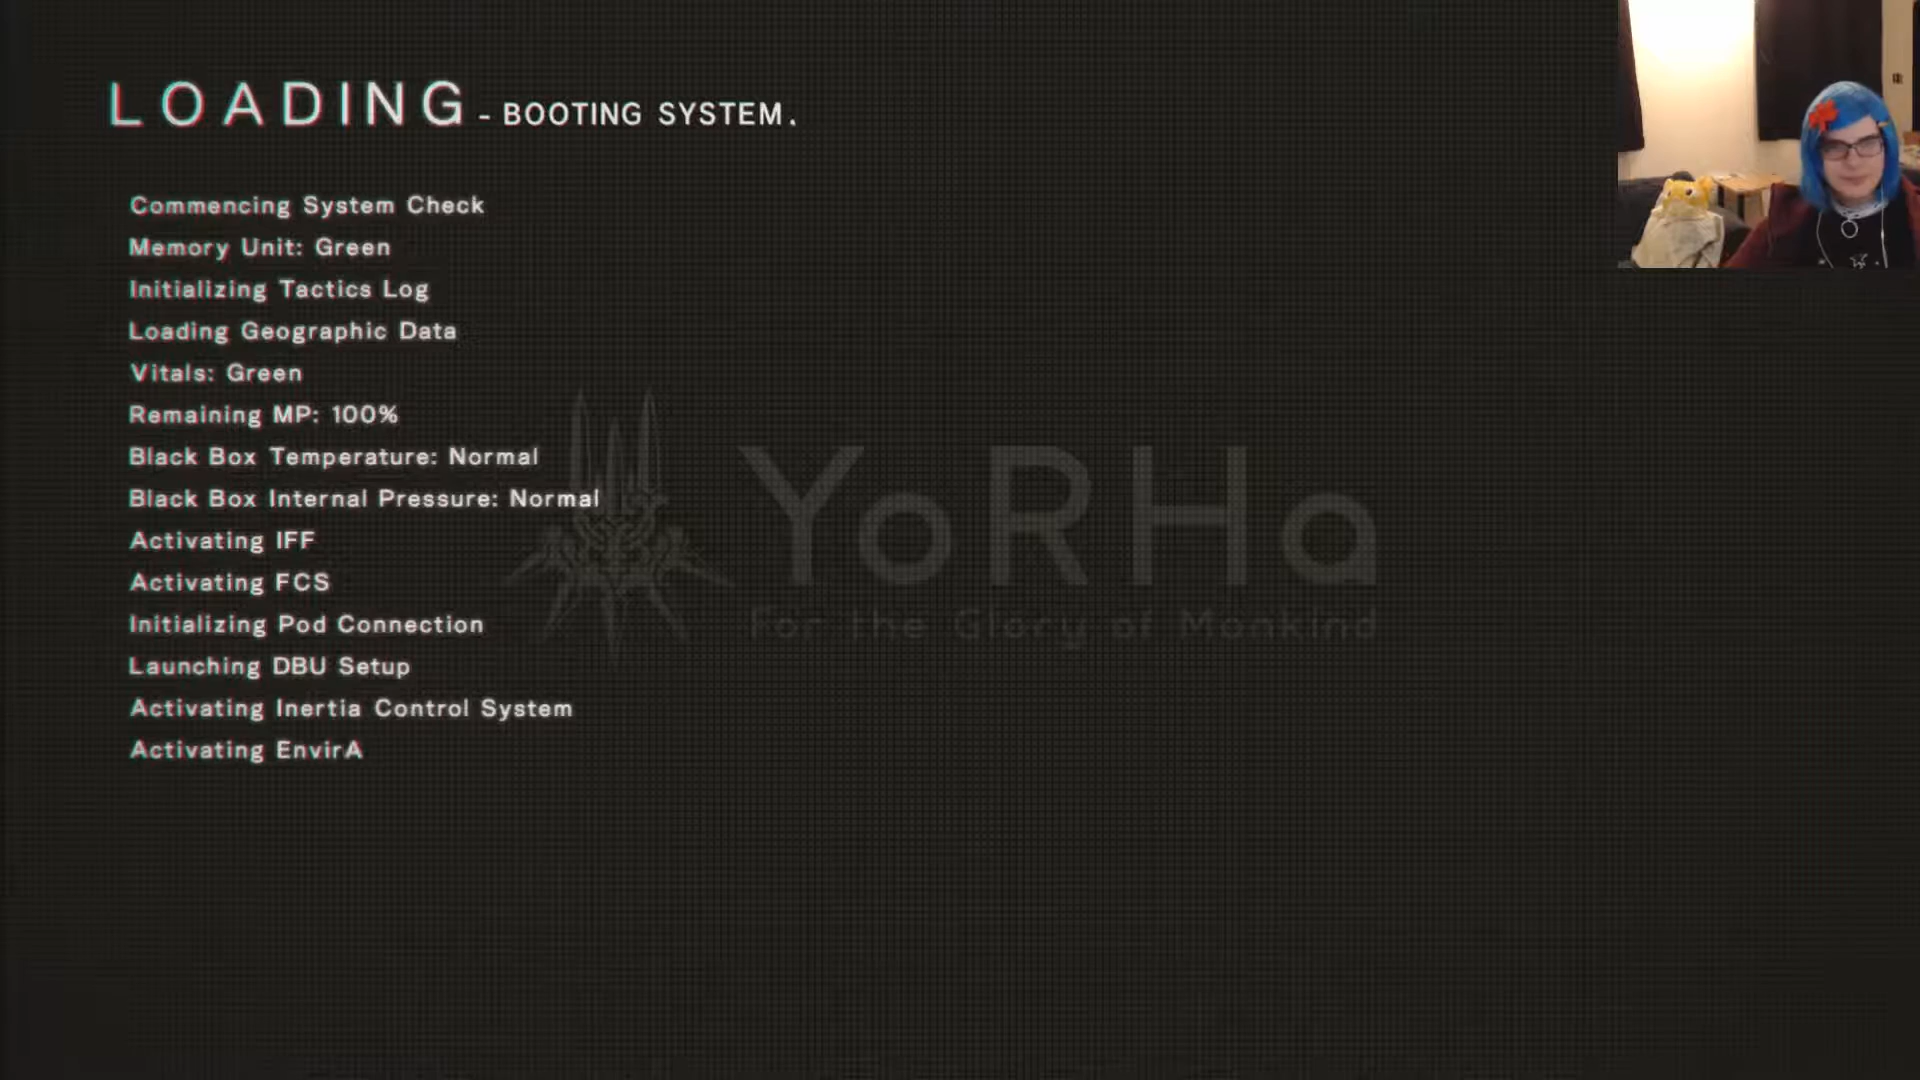 LOADING - BOOTING SYSTEM.
Commencing System Check
Memory Unit: Green
Initializing Tactics Log
Loading Geographic Data
Vitals: Green
Remaining MP: 100%
Black Box Temperature: Normal
Black Box Internal Pressure: Normal
Activating IFF
Activating FCS
Initializing Pod Connection
Launching DBU Setup
Activating Inertia Control System
Activating EnvirA
YoRHa
For the Glory of Mankind